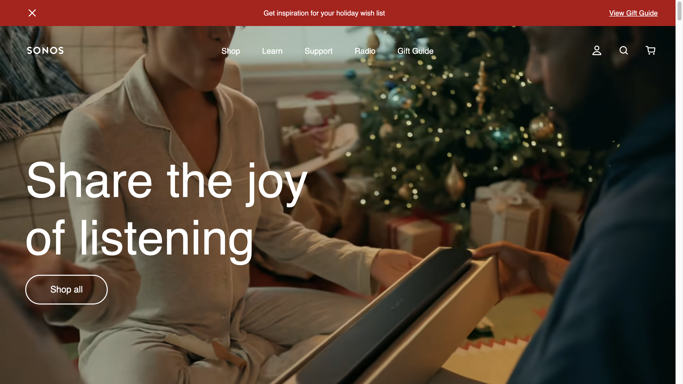 Get inspiration for your holiday wish list
View Gift Guide
SONOS
Shop
Learn
Support
Radio
Gift Guide
Share the joy
of listening
Shop all